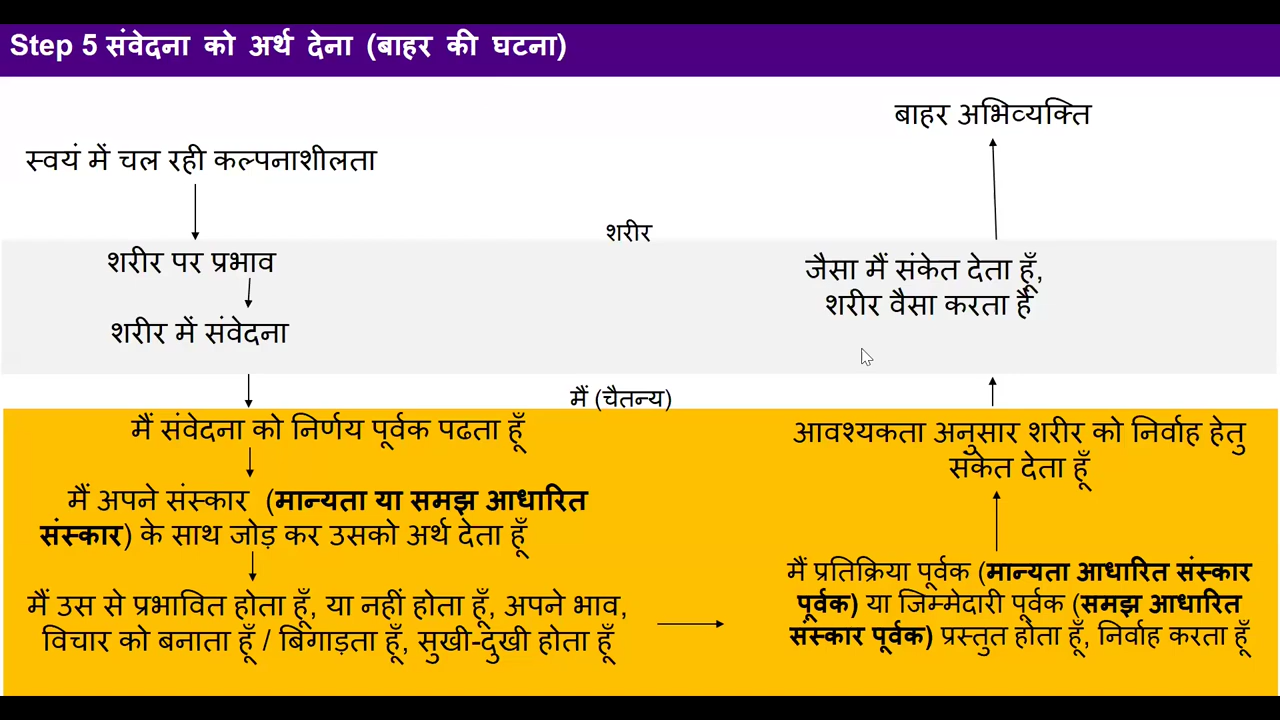 Step 5 संवेदना को अर्थ देना (बाहर की घटना)
स्वयं में चल रही कल्पनाशीलता
शरीर
शरीर पर प्रभाव
शरीर में संवेदना
मैं (चैतन्य)
मैं संवेदना को निर्णय पूर्वक पढता हूँ
मैं अपने संस्कार (मान्यता या समझ आधारित
संस्कार) के साथ जोड़ कर उसको अर्थ देता हूँ
मैं उस से प्रभावित होता हूँ, या नहीं होता हूँ, अपने भाव,
विचार को बनाता हूँ / बिगाड़ता हूँ, सुखी-दुखी होता हूँ
मैं प्रतिक्रिया पूर्वक (मान्यता आधारित संस्कार
पूर्वक) या जिम्मेदारी पूर्वक (समझ आधारित
संस्कार पूर्वक) प्रस्तुत होता हूँ, निर्वाह करता हूँ
आवश्यकता अनुसार शरीर को निर्वाह हेतु
संकेत देता हूँ
जैसा मैं संकेत देता हूँ,
शरीर वैसा करता है
बाहर अभिव्यक्ति